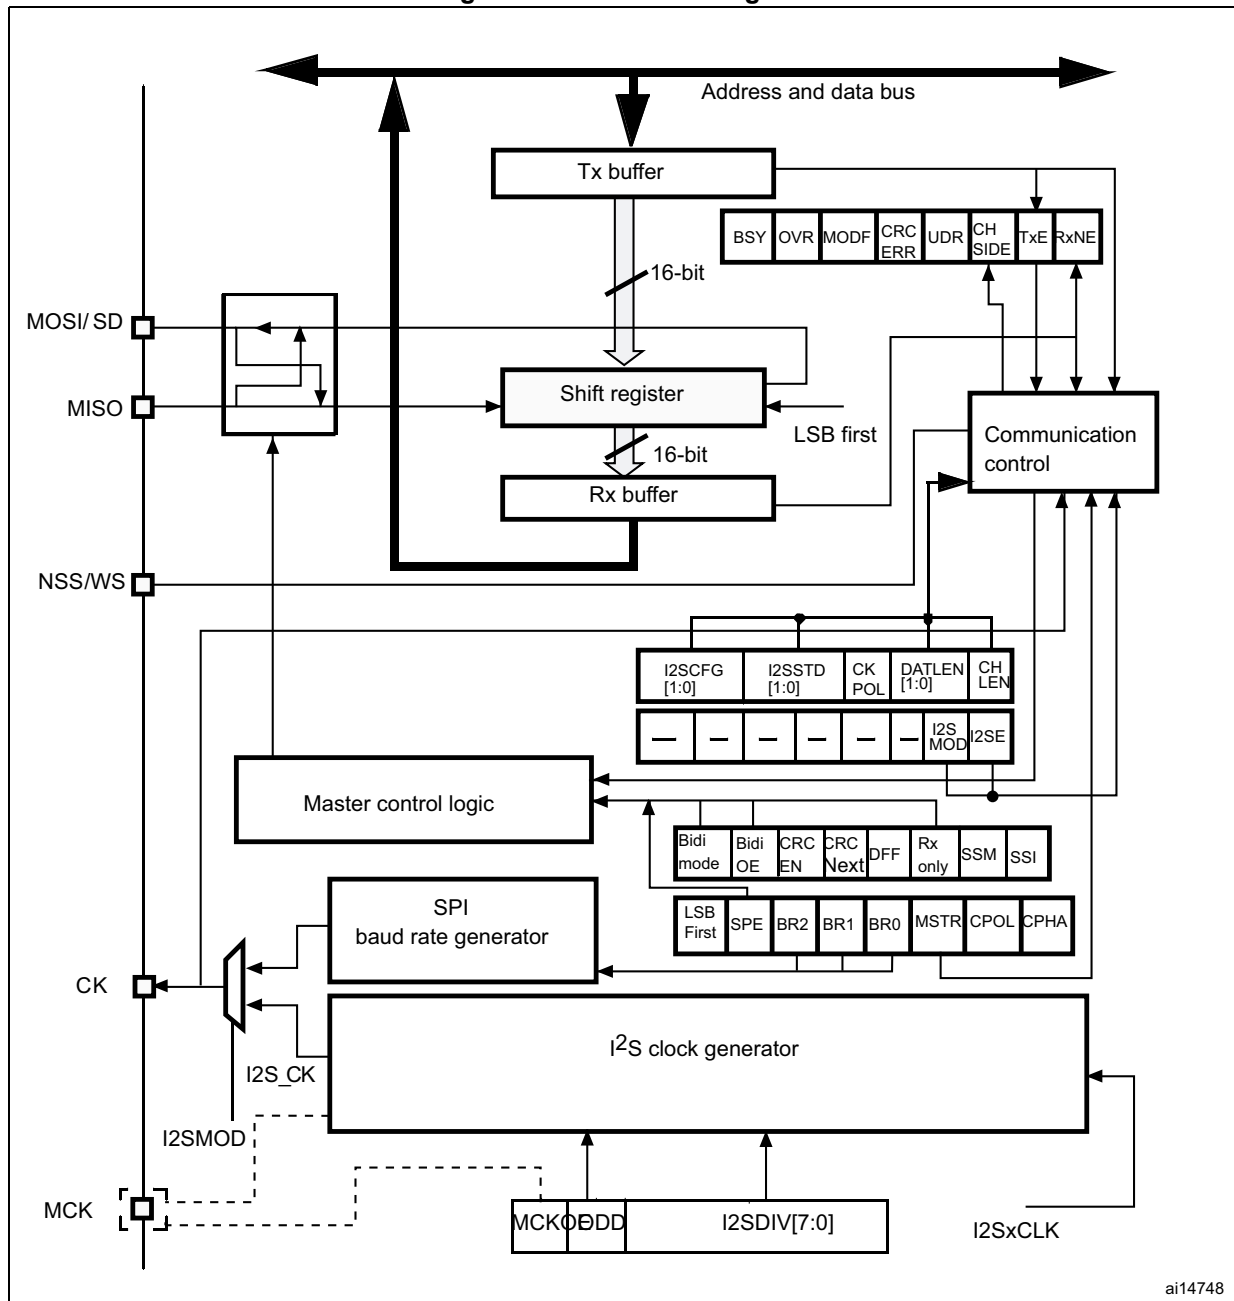 Address and data bus
Tx buffer
BSY OVR MODF CRC ERR UDR CH SIDE TxE RxNE
16-bit
MOSI/ SD
Shift register
MISO
LSB first
Communication
control
16-bit
Rx buffer
NSS/WS
I2SCFG [1:0] I2SSTD [1:0] CK POL DATLEN [1:0] CH LEN
I2S MOD I2SE
Master control logic
Bidi mode Bidi OE CRC EN CRC Next DFF Rx only SSM SSI
SPI
baud rate generator
LSB First SPE BR2 BR1 BR0 MSTR CPOL CPHA
CK
I2S clock generator
I2S_CK
I2SMOD
MCK
MCKOE ODD I2SDIV[7:0]
I2SxCLK
ai14748